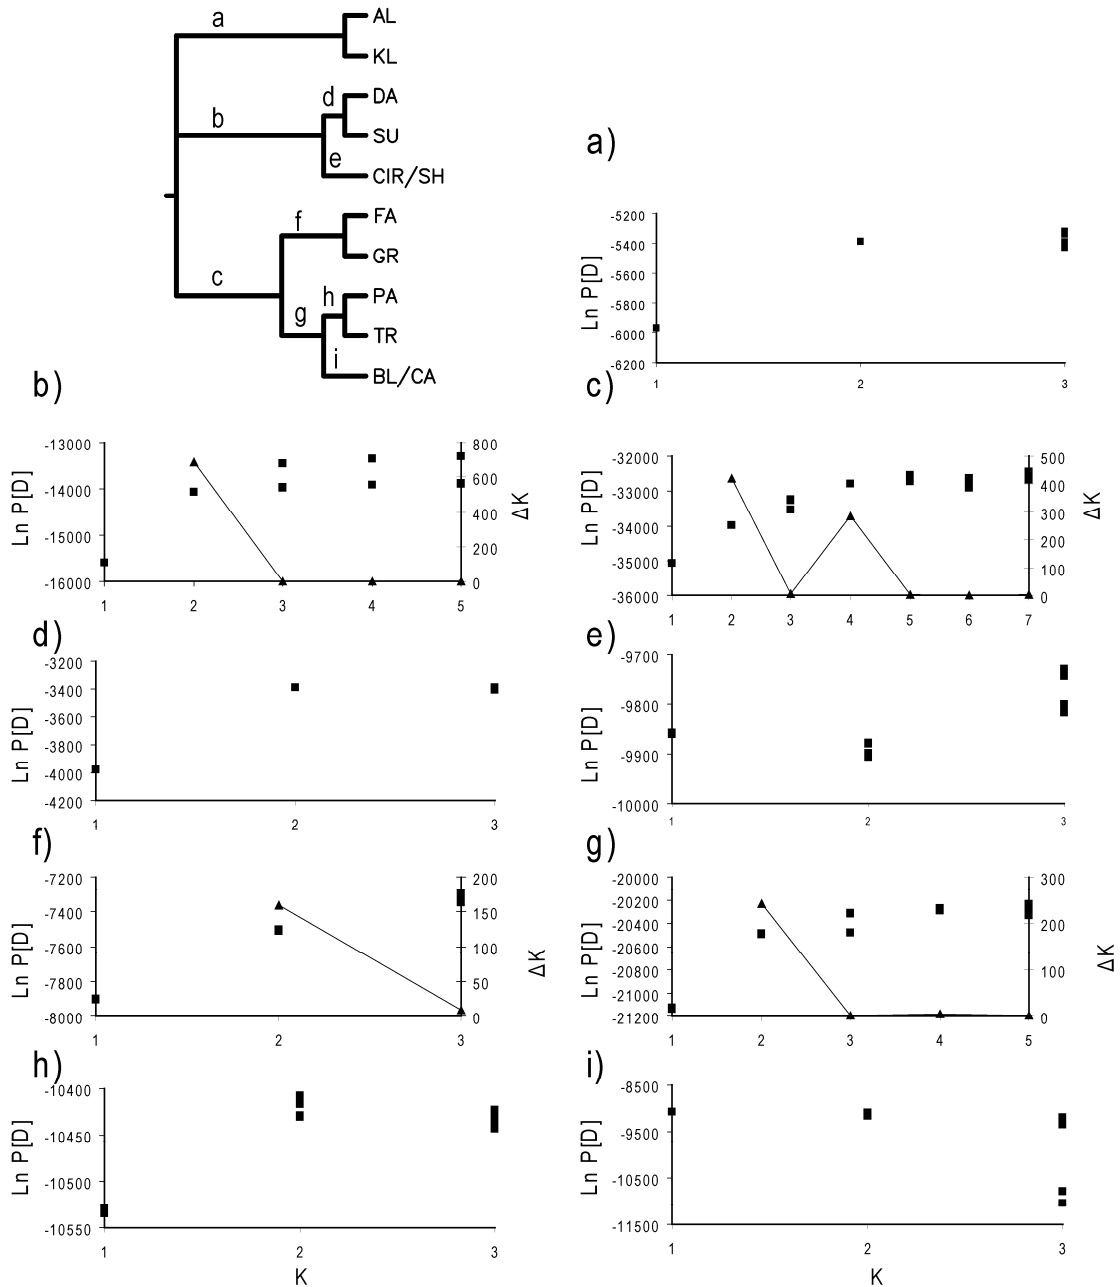 a
AL
KL
b
d
DA
SU
e
CIR/SH
c
f
FA
GR
g
h
PA
TR
i
BL/CA
a)
Ln P[D]
-5200
-5400
-5600
-5800
-6000
-6200
1 2 3
b)
Ln P[D]
-13000
-14000
-15000
-16000
800
600
400
200
0
ΔK
1 2 3 4 5
c)
Ln P[D]
-32000
-33000
-34000
-35000
-36000
500
400
300
200
100
0
ΔK
1 2 3 4 5 6 7
d)
Ln P[D]
-3200
-3400
-3600
-3800
-4000
-4200
1 2 3
e)
Ln P[D]
-9700
-9800
-9900
-10000
1 2 3
f)
Ln P[D]
-7200
-7400
-7600
-7800
-8000
200
150
100
50
0
ΔK
1 2 3
g)
Ln P[D]
-20000
-20200
-20400
-20600
-20800
-21000
-21200
300
200
100
0
ΔK
1 2 3 4 5
h)
Ln P[D]
-10400
-10450
-10500
-10550
1 2 3
K
i)
Ln P[D]
-8500
-9500
-10500
-11500
1 2 3
K